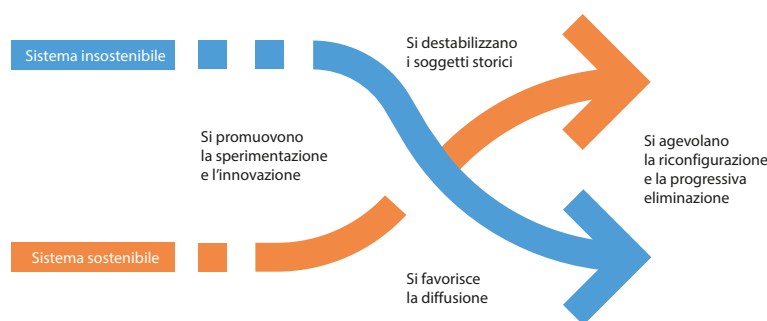 Sistema insostenibile
Si destabilizzano
i soggetti storici
Si promuovono
la sperimentazione
e l’innovazione
Si agevolano
la riconfigurazione
e la progressiva
eliminazione
Sistema sostenibile
Si favorisce
la diffusione